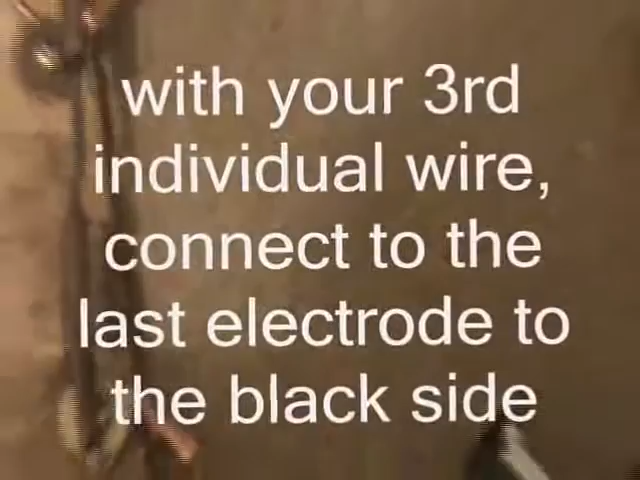 with your 3rd
individual wire,
connect to the
last electrode to
the black side